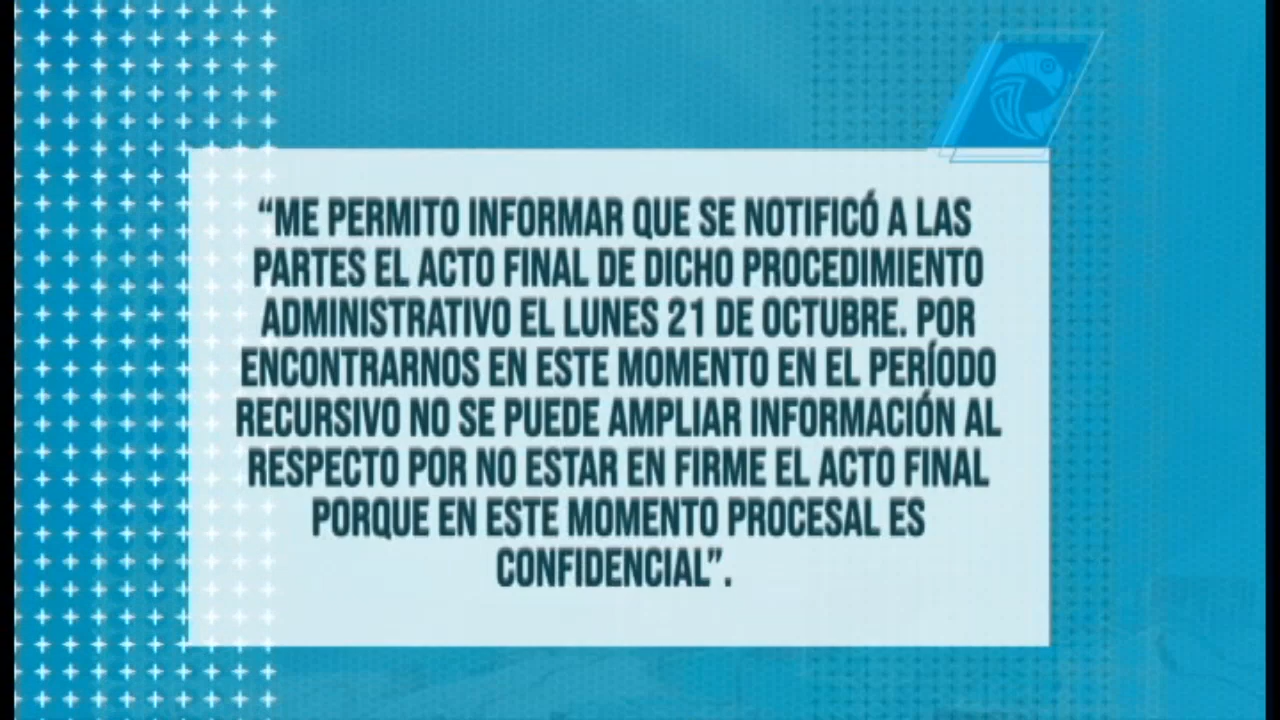 “ME PERMITO INFORMAR QUE SE NOTIFICÓ A LAS
PARTES EL ACTO FINAL DE DICHO PROCEDIMIENTO
ADMINISTRATIVO EL LUNES 21 DE OCTUBRE. POR
ENCONTRARNOS EN ESTE MOMENTO EN EL PERÍODO
RECURSIVO NO SE PUEDE AMPLIAR INFORMACIÓN AL
RESPECTO POR NO ESTAR EN FIRME EL ACTO FINAL
PORQUE EN ESTE MOMENTO PROCESAL ES
CONFIDENCIAL”.